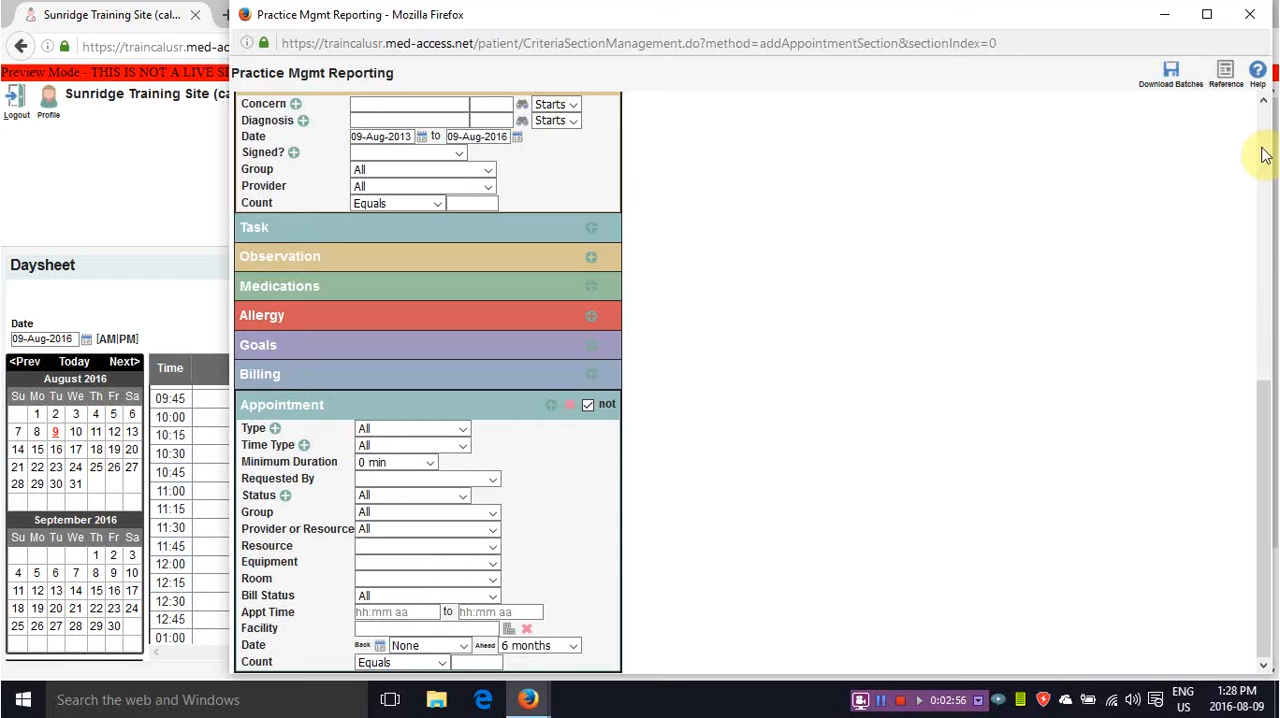 Sunridge Training Site (cal...
Practice Mgmt Reporting - Mozilla Firefox
https://traincalusr.med-ac
https://traincalusr.med-access.net/patient/CriteriaSectionManagement.do?method=addAppointmentSection&sectionIndex=0
Preview Mode - THIS IS NOT A LIVE S
Practice Mgmt Reporting
Download Batches Reference Help
Sunridge Training Site (ca
Logout Profile
Concern Starts
Diagnosis Starts
Date 09-Aug-2013 to 09-Aug-2016
Signed?
Group All
Provider All
Count Equals
Task
Observation
Medications
Allergy
Goals
Billing
Appointment not
Type All
Time Type All
Minimum Duration 0 min
Requested By
Status All
Group All
Provider or Resource All
Resource
Equipment
Room
Bill Status All
Appt Time hh:mm aa to hh:mm aa
Facility
Date Back None Ahead 6 months
Count Equals
Daysheet
Date
09-Aug-2016 [AM|PM]
<Prev Today Next>
August 2016
Su Mo Tu We Th Fr Sa
1 2 3 4 5 6
7 8 9 10 11 12 13
14 15 16 17 18 19 20
21 22 23 24 25 26 27
28 29 30 31
September 2016
Su Mo Tu We Th Fr Sa
1 2 3
4 5 6 7 8 9 10
11 12 13 14 15 16 17
18 19 20 21 22 23 24
25 26 27 28 29 30
Time
09:45
10:00
10:15
10:30
10:45
11:00
11:15
11:30
11:45
12:00
12:15
12:30
12:45
01:00
Search the web and Windows
0:02:56
ENG
US
1:28 PM
2016-08-09